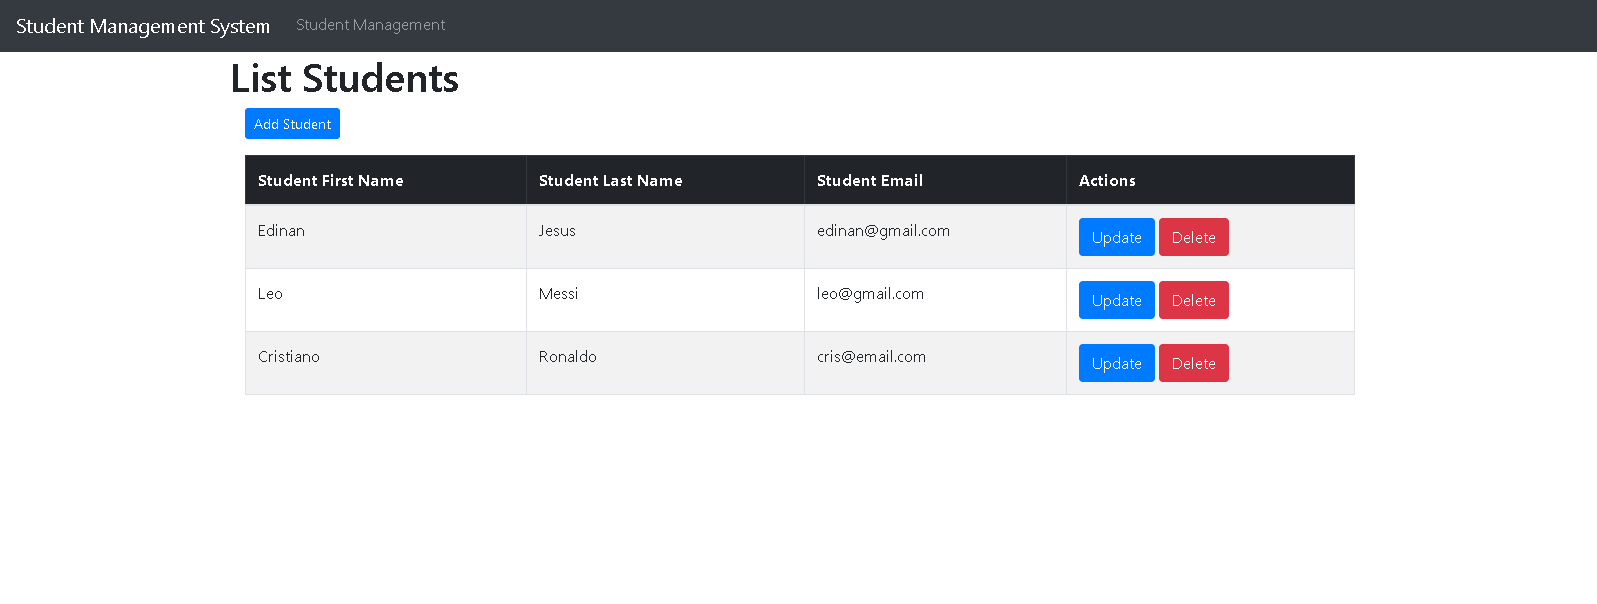 Student Management System Student Management
List Students
Add Student
Student First Name Student Last Name Student Email Actions
Edinan Jesus edinan@gmail.com Update Delete
Leo Messi leo@gmail.com Update Delete
Cristiano Ronaldo cris@email.com Update Delete